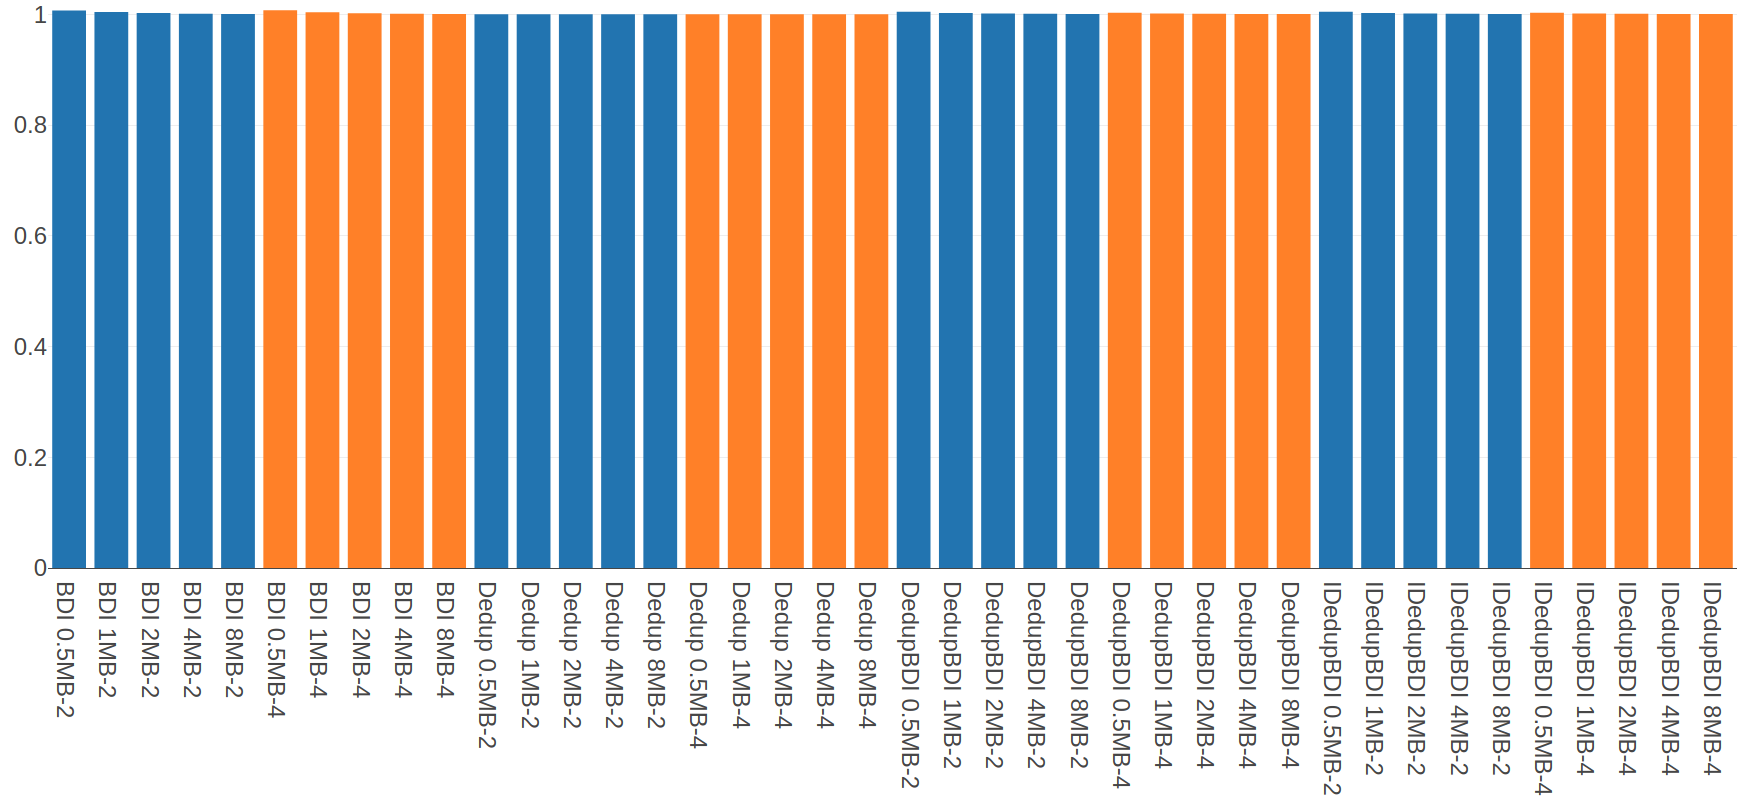 1
0.8
0.6
0.4
0.2
0
BDI 0.5MB-2
BDI 1MB-2
BDI 2MB-2
BDI 4MB-2
BDI 8MB-2
BDI 0.5MB-4
BDI 1MB-4
BDI 2MB-4
BDI 4MB-4
BDI 8MB-4
Dedup 0.5MB-2
Dedup 1MB-2
Dedup 2MB-2
Dedup 4MB-2
Dedup 8MB-2
Dedup 0.5MB-4
Dedup 1MB-4
Dedup 2MB-4
Dedup 4MB-4
Dedup 8MB-4
DedupBDI 0.5MB-2
DedupBDI 1MB-2
DedupBDI 2MB-2
DedupBDI 4MB-2
DedupBDI 8MB-2
DedupBDI 0.5MB-4
DedupBDI 1MB-4
DedupBDI 2MB-4
DedupBDI 4MB-4
DedupBDI 8MB-4
IDedupBDI 0.5MB-2
IDedupBDI 1MB-2
IDedupBDI 2MB-2
IDedupBDI 4MB-2
IDedupBDI 8MB-2
IDedupBDI 0.5MB-4
IDedupBDI 1MB-4
IDedupBDI 2MB-4
IDedupBDI 4MB-4
IDedupBDI 8MB-4